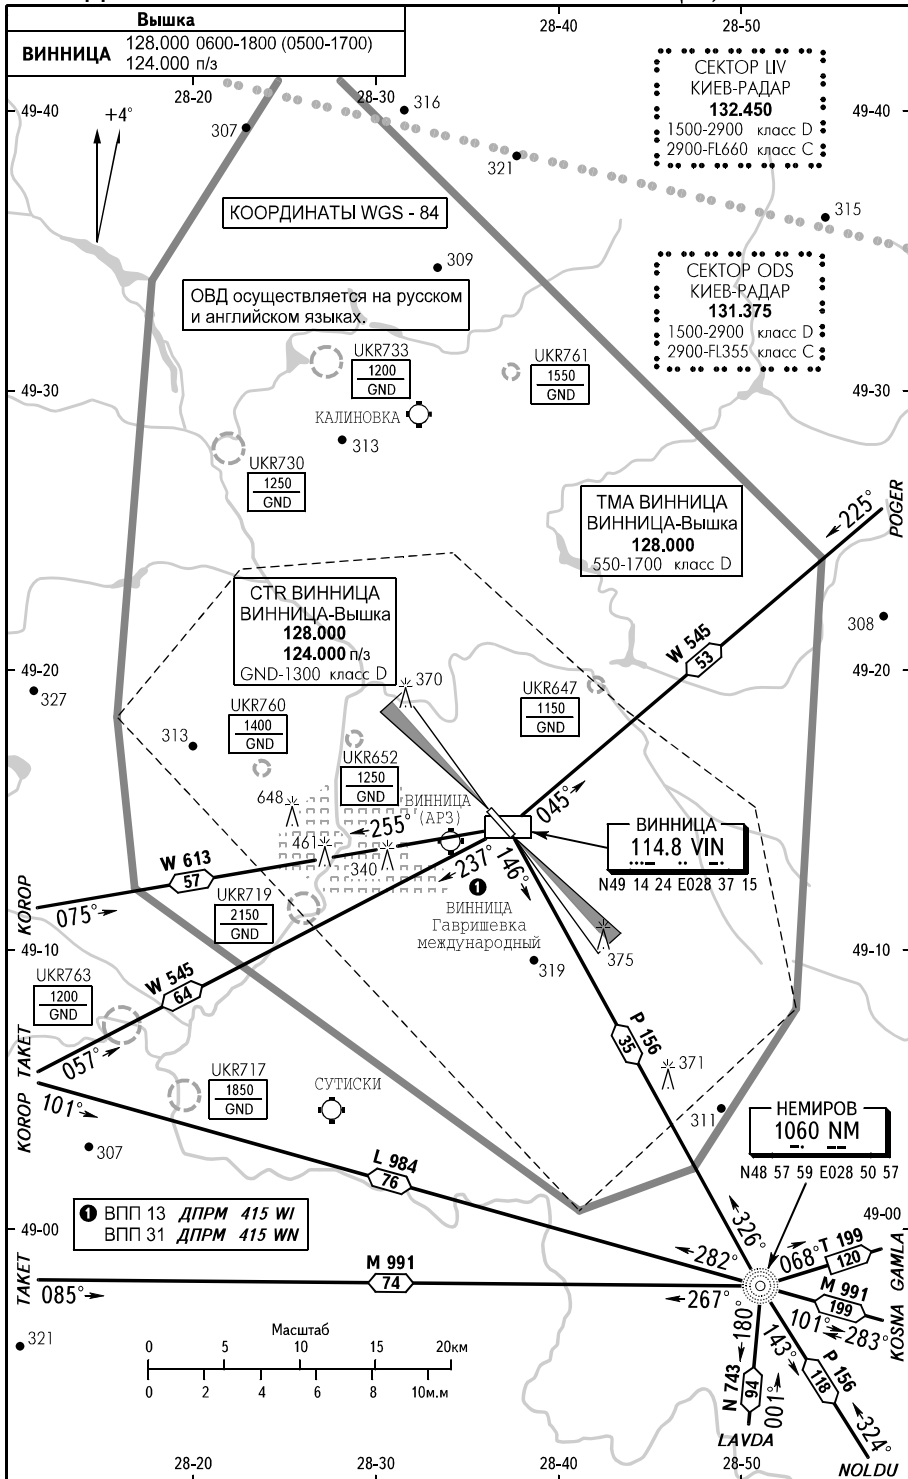 Вышка
ВИННИЦА
128.000 0600-1800 (0500-1700)
124.000 п/з
28-40
28-50
28-20
28-30
49-40
49-40
+4°
307
316
321
315
СЕКТОР LIV
КИЕВ-РАДАР
132.450
1500-2900 класс D
2900-FL660 класс C
КООРДИНАТЫ WGS - 84
309
СЕКТОР ODS
КИЕВ-РАДАР
131.375
1500-2900 класс D
2900-FL355 класс C
ОВД осуществляется на русском
и английском языках.
UKR733
1200
GND
UKR761
1550
GND
49-30
49-30
КАЛИНОВКА
313
UKR730
1250
GND
ТМА ВИННИЦА
ВИННИЦА-Вышка
128.000
550-1700 класс D
225°
POGER
CTR ВИННИЦА
ВИННИЦА-Вышка
128.000
124.000 п/з
GND-1300 класс D
308
W 545
53
49-20
49-20
327
370
UKR647
1150
GND
UKR760
1400
GND
313
UKR652
1250
GND
648
ВИННИЦА
(АРЗ)
045°
255°
461
340
ВИННИЦА
114.8 VIN
N49 14 24 E028 37 15
W 613
57
237°
146°
KOROP
075°
UKR719
2150
GND
1
ВИННИЦА
Гавришевка
международный
49-10
49-10
319
375
UKR763
1200
GND
W 545
64
P 156
35
TAKET
057°
371
UKR717
1850
GND
СУТИСКИ
KOROP
101°
311
307
НЕМИРОВ
1060 NM
N48 57 59 E028 50 57
L 984
76
1 ВПП 13 ДПРМ 415 WI
ВПП 31 ДПРМ 415 WN
49-00
49-00
326°
282°
068°
T 199
120
GAMLA
TAKET
085°
M 991
74
267°
M 991
199
101°
283°
KOSNA
321
Масштаб
0 5 10 15 20км
0 2 4 6 8 10м.м
180°
143°
N 743
94
001°
P 156
118
324°
LAVDA
NOLDU
28-20
28-30
28-40
28-50